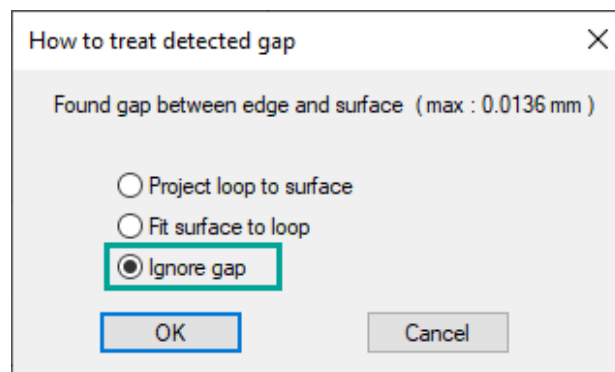 How to treat detected gap
Found gap between edge and surface ( max : 0.0136 mm )
Project loop to surface
Fit surface to loop
Ignore gap
OK Cancel